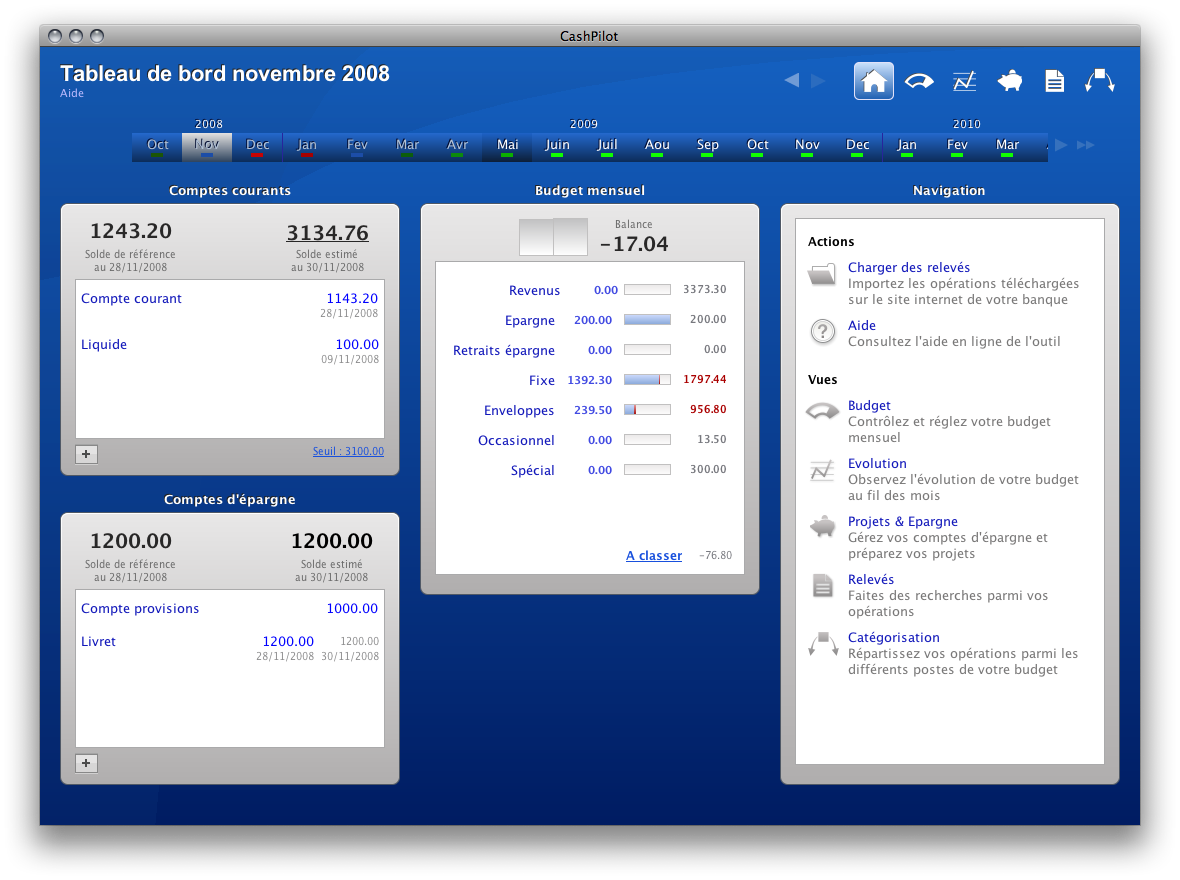 CashPilot
Tableau de bord novembre 2008
Aide
2008 2009 2010
Oct Nov Dec Jan Fev Mar Avr Mai Juin Juil Aou Sep Oct Nov Dec Jan Fev Mar
Comptes courants
1243.20 3134.76
Solde de référence Solde estimé
au 28/11/2008 au 30/11/2008
Compte courant 1143.20
28/11/2008
Liquide 100.00
09/11/2008
+ Seuil : 3100.00
Comptes d'épargne
1200.00 1200.00
Solde de référence Solde estimé
au 28/11/2008 au 30/11/2008
Compte provisions 1000.00
Livret 1200.00 1200.00
28/11/2008 30/11/2008
+
Budget mensuel
Balance
-17.04
Revenus 0.00 3373.30
Epargne 200.00 200.00
Retraits épargne 0.00 0.00
Fixe 1392.30 1797.44
Enveloppes 239.50 956.80
Occasionnel 0.00 13.50
Spécial 0.00 300.00
A classer -76.80
Navigation
Actions
Charger des relevés
Importez les opérations téléchargées
sur le site internet de votre banque
?
Aide
Consultez l'aide en ligne de l'outil
Vues
Budget
Contrôlez et réglez votre budget
mensuel
Evolution
Observez l'évolution de votre budget
au fil des mois
Projets & Epargne
Gérez vos comptes d'épargne et
préparez vos projets
Relevés
Faites des recherches parmi vos
opérations
Catégorisation
Répartissez vos opérations parmi les
différents postes de votre budget